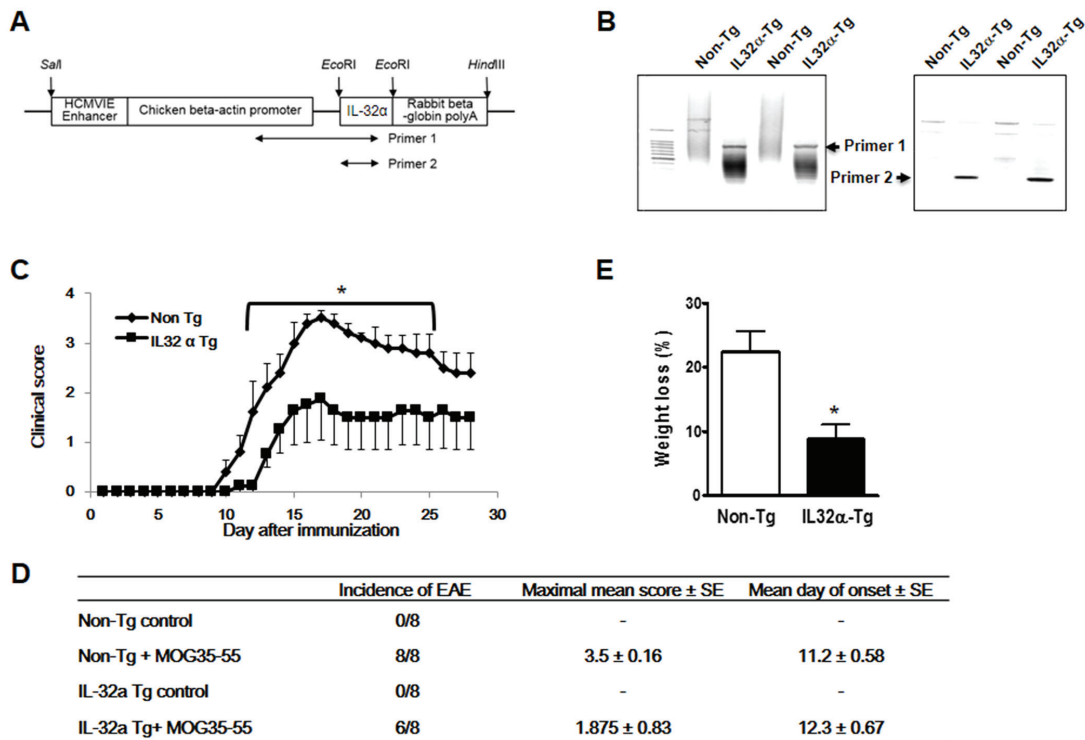 A
SalI
EcoRI
EcoRI
HindIII
HCMVIE
Enhancer
Chicken beta-actin promoter
IL-32α
Rabbit beta
-globin polyA
Primer 1
Primer 2
B
Non-Tg
IL32α-Tg
Non-Tg
IL32α-Tg
Non-Tg
IL32α-Tg
Non-Tg
IL32α-Tg
Primer 1
Primer 2
C
4
3
2
1
0
Clinical score
Non Tg
IL32 α Tg
*
0
5
10
15
20
25
30
Day after immunization
E
30
20
10
0
Weight loss (%)
*
Non-Tg
IL32α-Tg
D
Incidence of EAE Maximal mean score ± SE Mean day of onset ± SE
Non-Tg control 0/8 - -
Non-Tg + MOG35-55 8/8 3.5 ± 0.16 11.2 ± 0.58
IL-32a Tg control 0/8 - -
IL-32a Tg+ MOG35-55 6/8 1.875 ± 0.83 12.3 ± 0.67